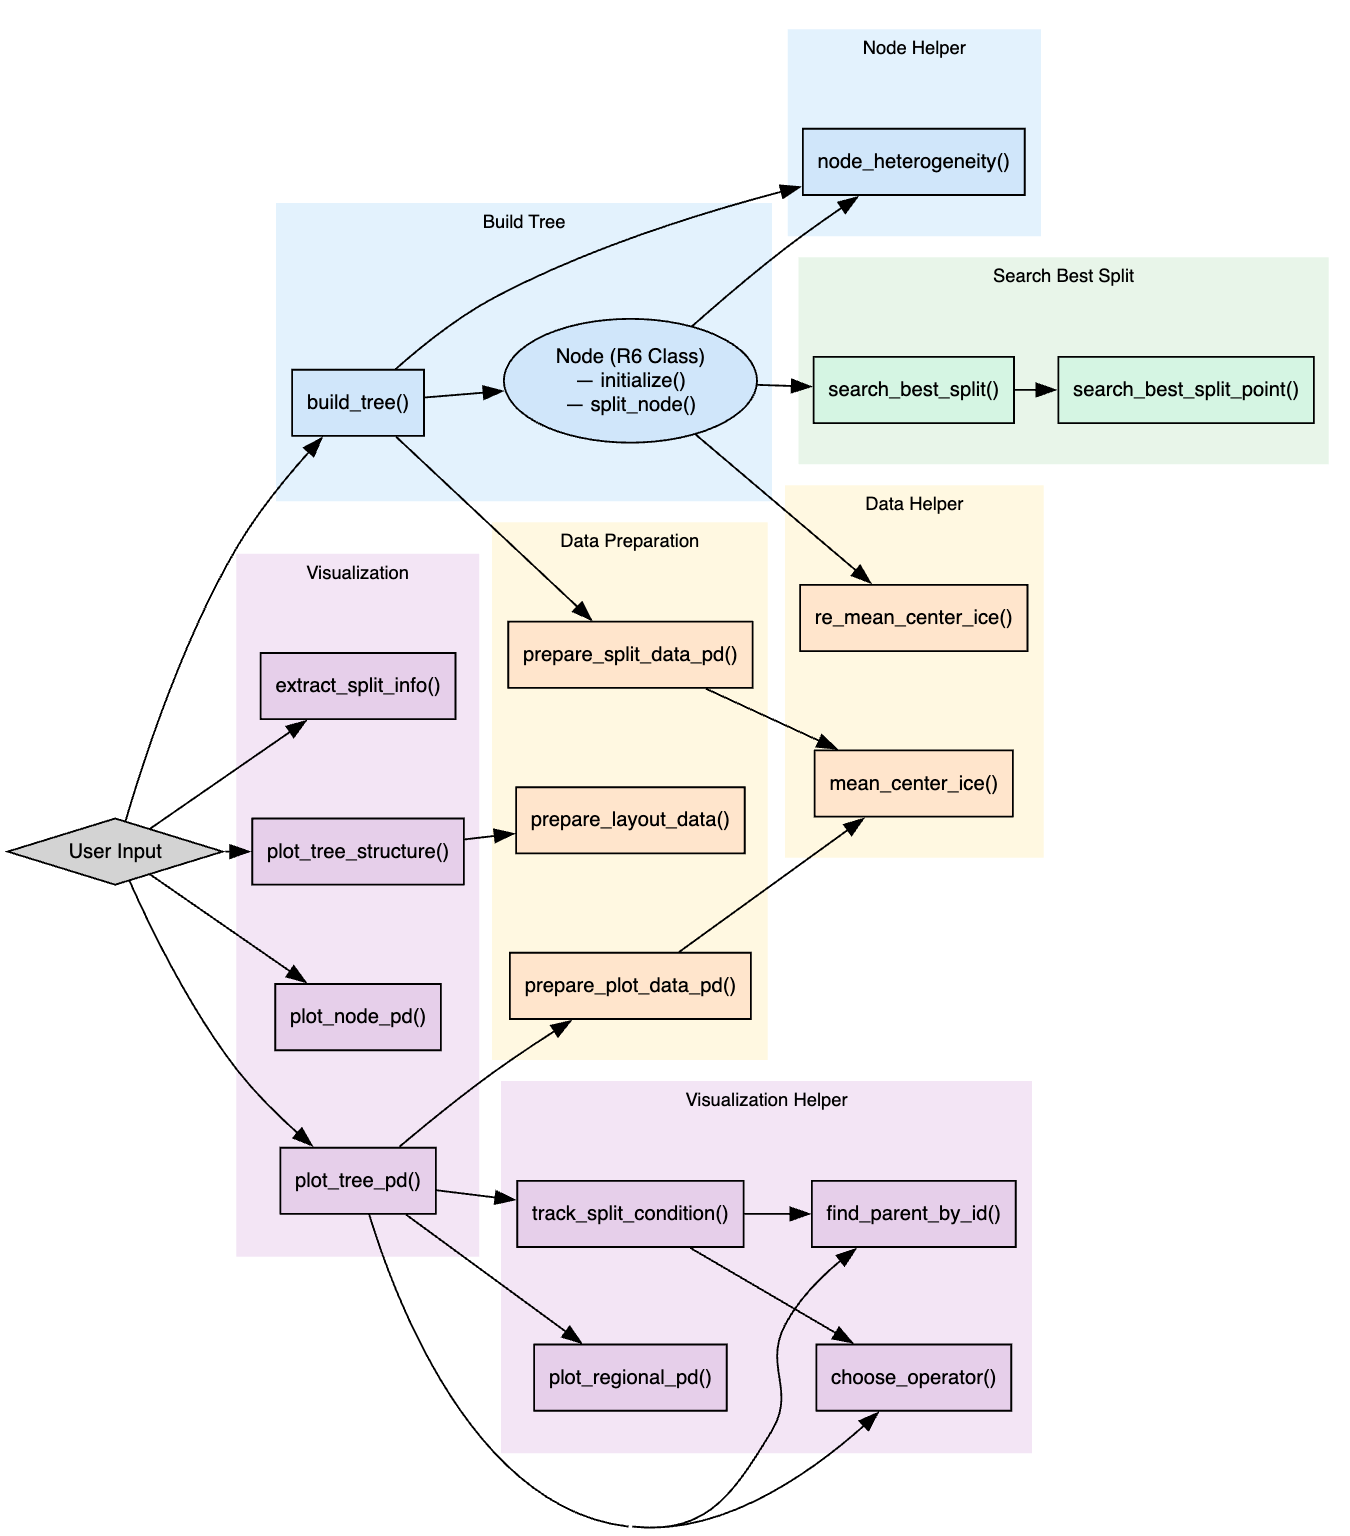 Node Helper
node_heterogeneity()
Build Tree
build_tree()
Node (R6 Class)
— initialize()
— split_node()
Search Best Split
search_best_split()
search_best_split_point()
Data Helper
re_mean_center_ice()
mean_center_ice()
Data Preparation
prepare_split_data_pd()
prepare_layout_data()
prepare_plot_data_pd()
Visualization
extract_split_info()
User Input
plot_tree_structure()
plot_node_pd()
plot_tree_pd()
Visualization Helper
track_split_condition()
find_parent_by_id()
plot_regional_pd()
choose_operator()